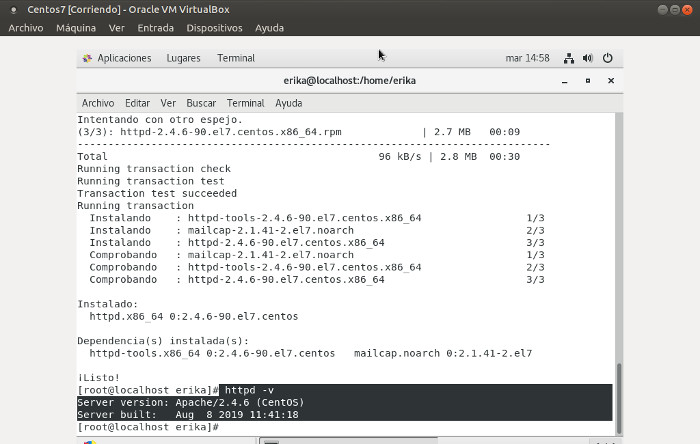 Centos7 [Corriendo] - Oracle VM VirtualBox
Archivo Máquina Ver Entrada Dispositivos Ayuda
Aplicaciones Lugares Terminal mar 14:58
erika@localhost:/home/erika
Archivo Editar Ver Buscar Terminal Ayuda
Intentando con otro espejo.
(3/3): httpd-2.4.6-90.el7.centos.x86_64.rpm | 2.7 MB 00:09
--------------------------------------------------------------------------------
Total 96 kB/s | 2.8 MB 00:30
Running transaction check
Running transaction test
Transaction test succeeded
Running transaction
Instalando : httpd-tools-2.4.6-90.el7.centos.x86_64 1/3
Instalando : mailcap-2.1.41-2.el7.noarch 2/3
Instalando : httpd-2.4.6-90.el7.centos.x86_64 3/3
Comprobando : mailcap-2.1.41-2.el7.noarch 1/3
Comprobando : httpd-tools-2.4.6-90.el7.centos.x86_64 2/3
Comprobando : httpd-2.4.6-90.el7.centos.x86_64 3/3
Instalado:
httpd.x86_64 0:2.4.6-90.el7.centos
Dependencia(s) instalada(s):
httpd-tools.x86_64 0:2.4.6-90.el7.centos mailcap.noarch 0:2.1.41-2.el7
¡Listo!
[root@localhost erika]# httpd -v
Server version: Apache/2.4.6 (CentOS)
Server built: Aug 8 2019 11:41:18
[root@localhost erika]#